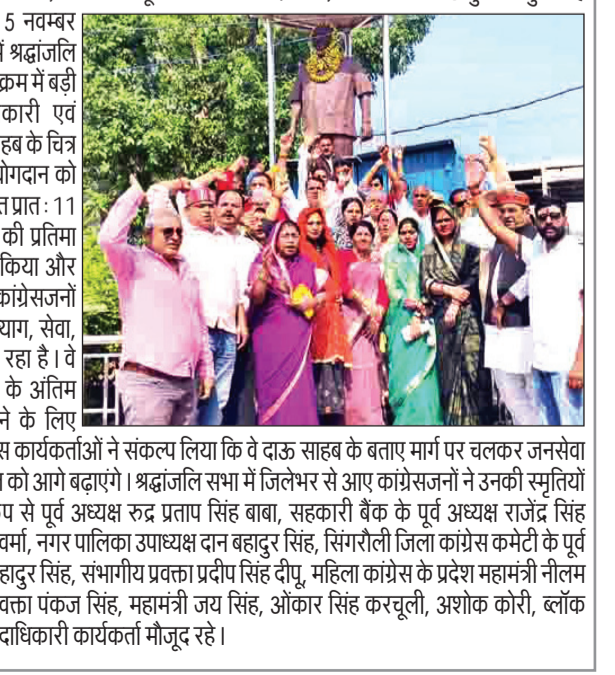 5 नवम्बर
श्रद्धांजलि
क्रम में बड़ी
कारी एवं
हब के चित्र
योगदान को
प्रात : 11
की प्रतिमा
किया और
कांग्रेसजनों
याग, सेवा,
रहा है। वे
के अंतिम
ने के लिए
स कार्यकर्ताओं ने संकल्प लिया कि वे दाऊ साहब के बताए मार्ग पर चलकर जनसेवा
को आगे बढ़ाएंगे। श्रद्धांजलि सभा में जिलेभर से आए कांग्रेसजनों ने उनकी स्मृतियों
प से पूर्व अध्यक्ष रुद्र प्रताप सिंह बाबा, सहकारी बैंक के पूर्व अध्यक्ष राजेंद्र सिंह
वर्मा, नगर पालिका उपाध्यक्ष दान बहादुर सिंह, सिंगरौली जिला कांग्रेस कमेटी के पूर्व
हादुर सिंह, संभागीय प्रवक्ता प्रदीप सिंह दीपू, महिला कांग्रेस के प्रदेश महामंत्री नीलम
वक्ता पंकज सिंह, महामंत्री जय सिंह, ओंकार सिंह करचूली, अशोक कोरी, ब्लॉक
दाधिकारी कार्यकर्ता मौजूद रहे।